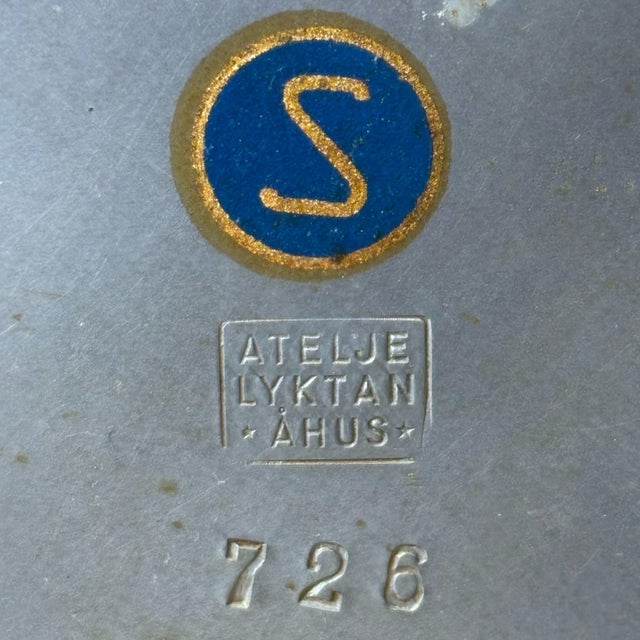 S
ATELJE
LYKTAN
*ÅHUS*
726